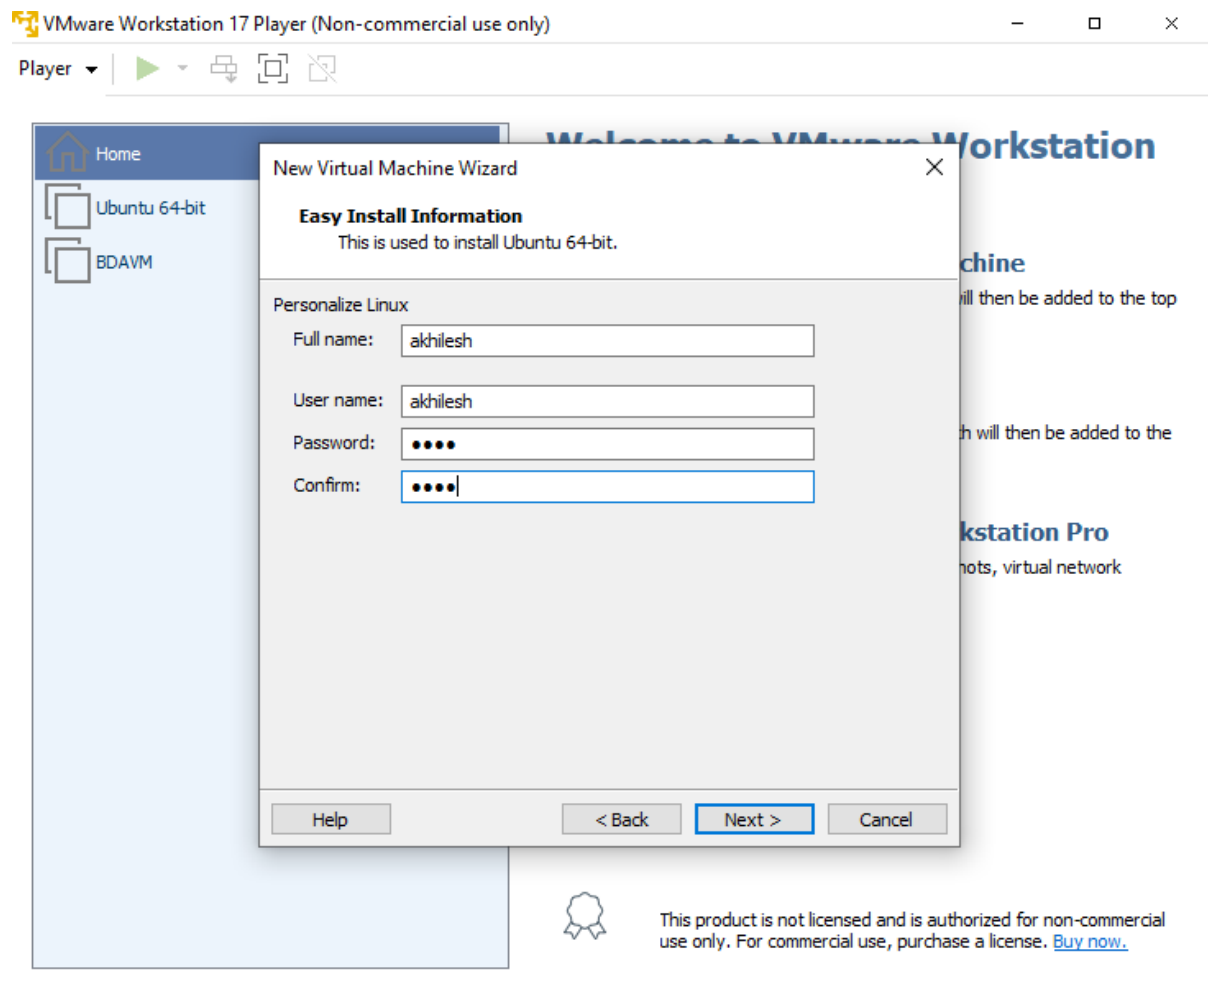 VMware Workstation 17 Player (Non-commercial use only)
Player
Home
Ubuntu 64-bit
BDAVM
Welcome to VMware Workstation
New Virtual Machine Wizard
Easy Install Information
This is used to install Ubuntu 64-bit.
Personalize Linux
Full name: akhilesh
User name: akhilesh
Password: ●●●●
Confirm: ●●●●
Help
< Back
Next >
Cancel
chine
will then be added to the top
will then be added to the
kstation Pro
hots, virtual network
This product is not licensed and is authorized for non-commercial
use only. For commercial use, purchase a license. Buy now.